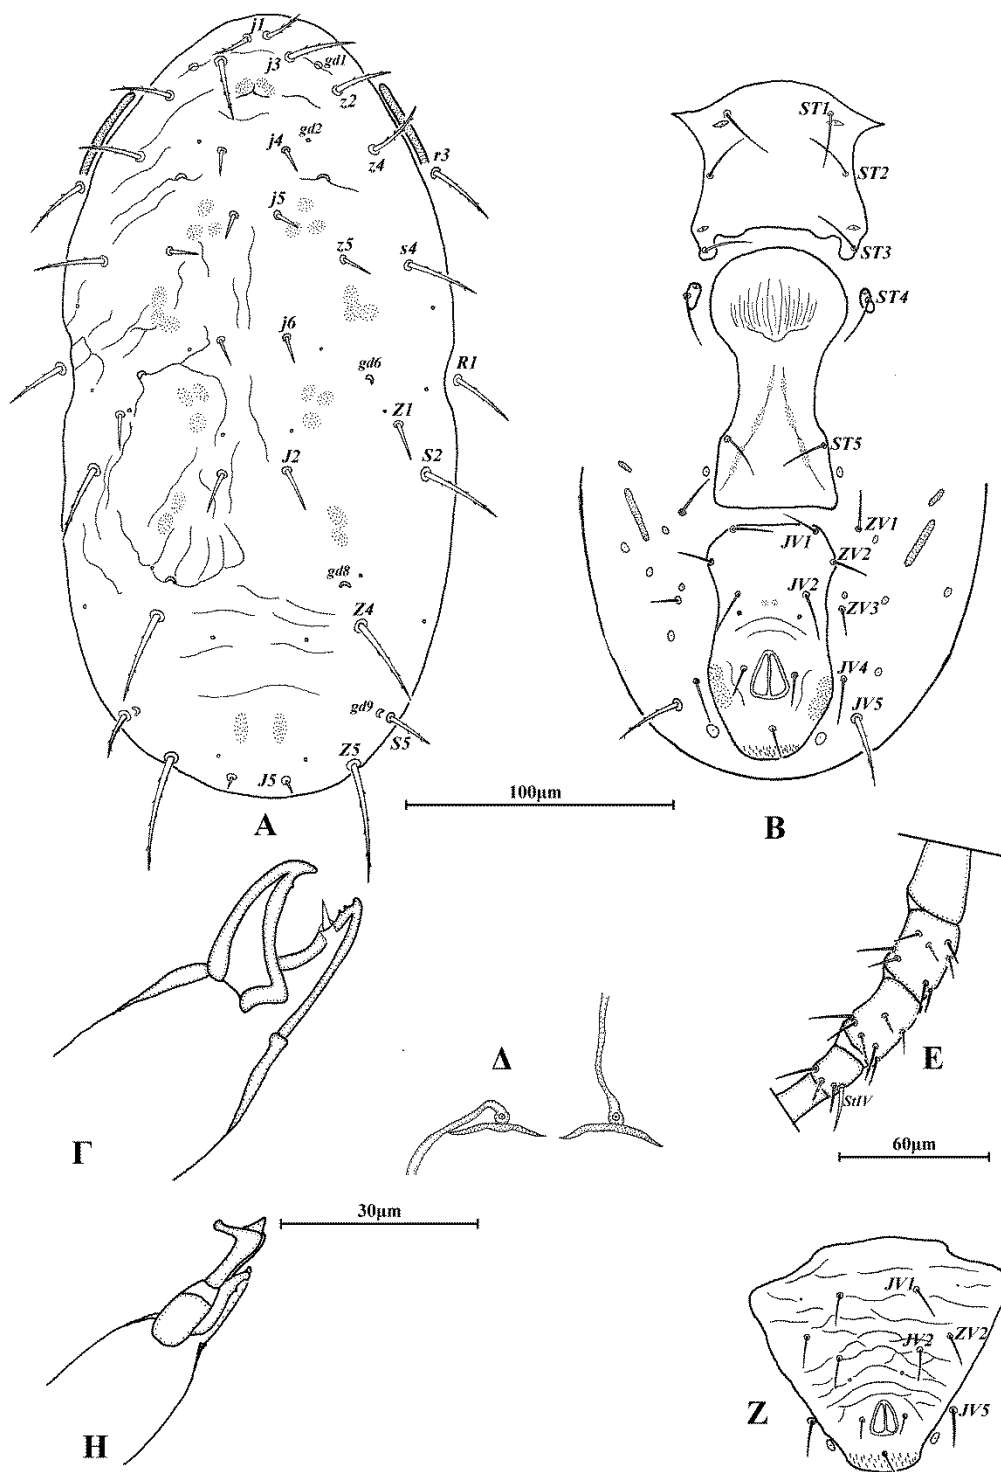 j1
j3
gd1
z2
gd2
j4
z4
r3
j5
z5
s4
j6
gd6
R1
Z1
J2
S2
gd8
Z4
gd9
S5
Z5
J5
A
100μm
ST1
ST2
ST3
ST4
ST5
ZV1
JV1
ZV2
JV2
ZV3
JV4
JV5
B
Γ
Δ
StIV
E
60μm
30μm
H
JV1
JV2
ZV2
JV5
Z